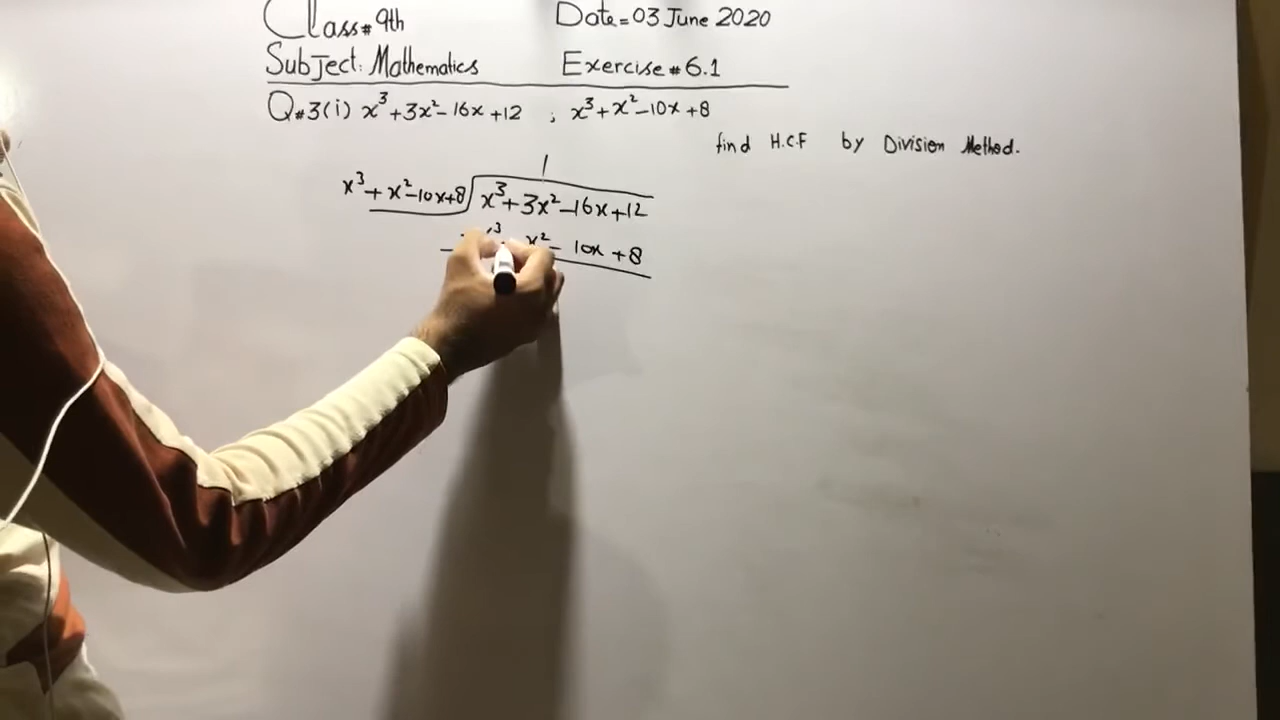 Class# 9th Date = 03 June 2020
Subject: Mathematics Exercise # 6.1
Q#3(i) x³+3x²-16x+12 ; x³+x²-10x+8
find H.C.F by Division Method.
1
x³+x²-10x+8 x³+3x²-16x+12
x² - 10x + 8